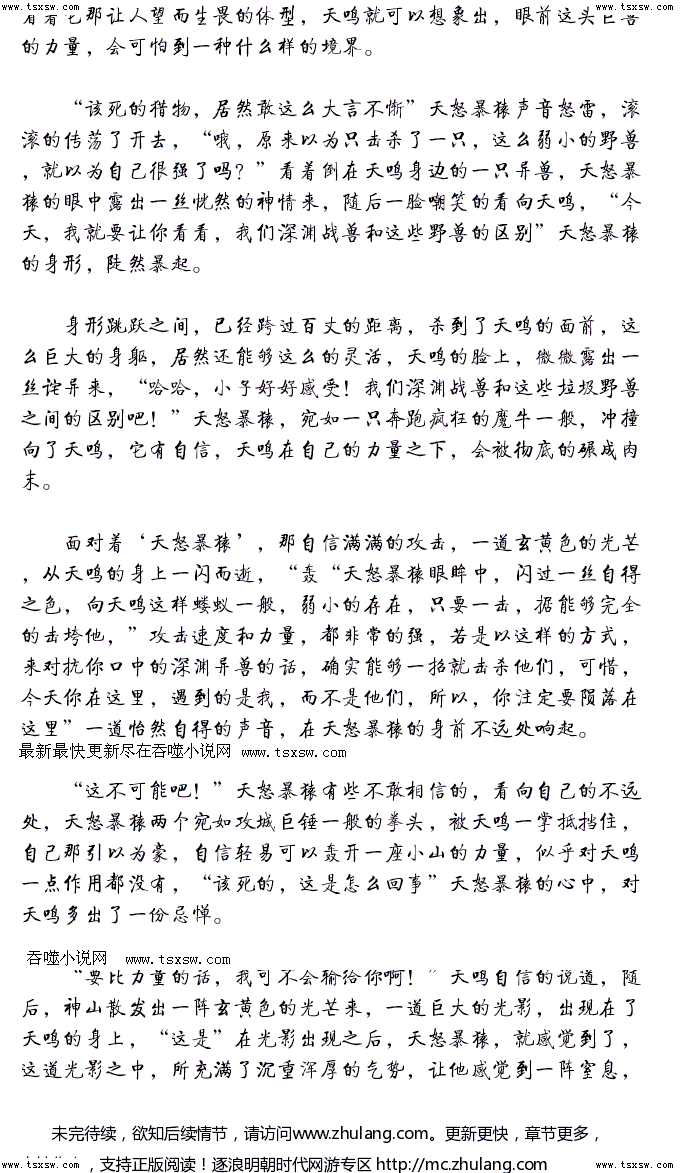 www.tsxsw.com www.tsxsw.com
看着它那让人望而生畏的体型，天鸣就可以想象出，眼前这头巨兽
的力量，会可怕到一种什么样的境界。
“该死的猎物，居然敢这么大言不惭”天怒暴猿声音怒雷，滚
滚的传荡了开去，“哦，原来以为只击杀了一只，这么弱小的野兽
，就以为自己很强了吗？”看着倒在天鸣身边的一只异兽，天怒暴
猿的眼中露出一丝恍然的神情来，随后一脸嘲笑的看向天鸣，“今
天，我就要让你看看，我们深渊战兽和这些野兽的区别”天怒暴猿
的身形，陡然暴起。
身形跳跃之间，已经跨过百丈的距离，杀到了天鸣的面前，这
么巨大的身躯，居然还能够这么的灵活，天鸣的脸上，微微露出一
丝诧异来，“哈哈，小子好好感受！我们深渊战兽和这些垃圾野兽
之间的区别吧！”天怒暴猿，宛如一只奔跑疯狂的魔牛一般，冲撞
向了天鸣，它有自信，天鸣在自己的力量之下，会被彻底的碾成肉
末。
面对着‘天怒暴猿’，那自信满满的攻击，一道玄黄色的光芒
，从天鸣的身上一闪而逝，“轰“天怒暴猿眼眸中，闪过一丝自得
之色，向天鸣这样蝼蚁一般，弱小的存在，只要一击，据能够完全
的击垮他，”攻击速度和力量，都非常的强，若是以这样的方式，
来对抗你口中的深渊异兽的话，确实能够一招就击杀他们，可惜，
今天你在这里，遇到的是我，而不是他们，所以，你注定要陨落在
这里”一道怡然自得的声音，在天怒暴猿的身前不远处响起。
最新最快更新尽在吞噬小说网 www.tsxsw.com
“这不可能吧！”天怒暴猿有些不敢相信的，看向自己的不远
处，天怒暴猿两个宛如攻城巨锤一般的拳头，被天鸣一掌抵挡住，
自己那引以为豪，自信轻易可以轰开一座小山的力量，似乎对天鸣
一点作用都没有，“该死的，这是怎么回事”天怒暴猿的心中，对
天鸣多出了一份忌惮。
吞噬小说网 www.tsxsw.com
“要比力量的话，我可不会输给你啊！”天鸣自信的说道，随
后，神山散发出一阵玄黄色的光芒来，一道巨大的光影，出现在了
天鸣的身上，“这是”在光影出现之后，天怒暴猿，就感觉到了，
这道光影之中，所充满了沉重浑厚的气势，让他感觉到一阵窒息，
未完待续，欲知后续情节，请访问www.zhulang.com。更新更快，章节更多，
，支持正版阅读！逐浪明朝时代网游专区 http://mc.zhulang.com
www.tsxsw.com www.tsxsw.com